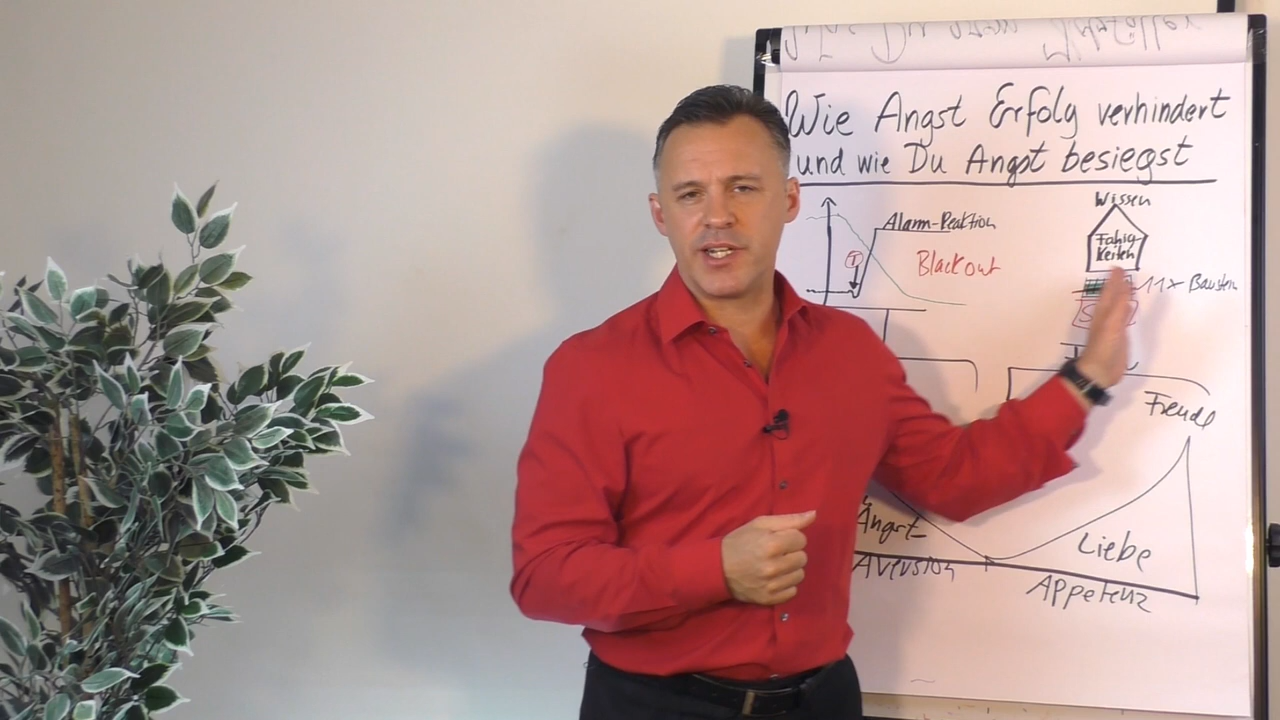 Wie Angst Erfolg verhindert
und wie Du Angst besiegst
Wissen
Fähig-
keiten
Alarm-Reaktion
Blackout
11x Baustein
Freude
Angst
Liebe
Aversion
Appetenz